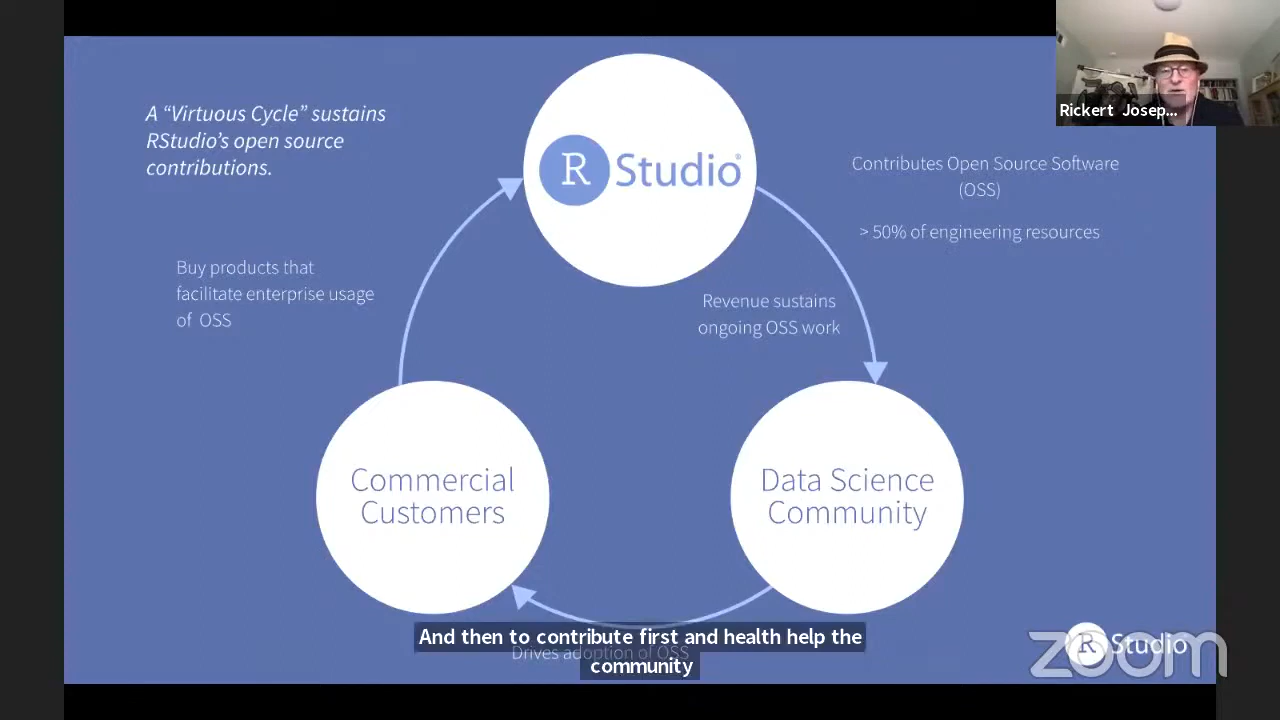 A “Virtuous Cycle” sustains
RStudio’s open source
contributions.
R Studio®
Rickert Josep...
Contributes Open Source Software
(OSS)
> 50% of engineering resources
Buy products that
facilitate enterprise usage
of OSS
Revenue sustains
ongoing OSS work
Commercial
Customers
Data Science
Community
Drives adoption of OSS
And then to contribute first and health help the
community
R Studio
zoom